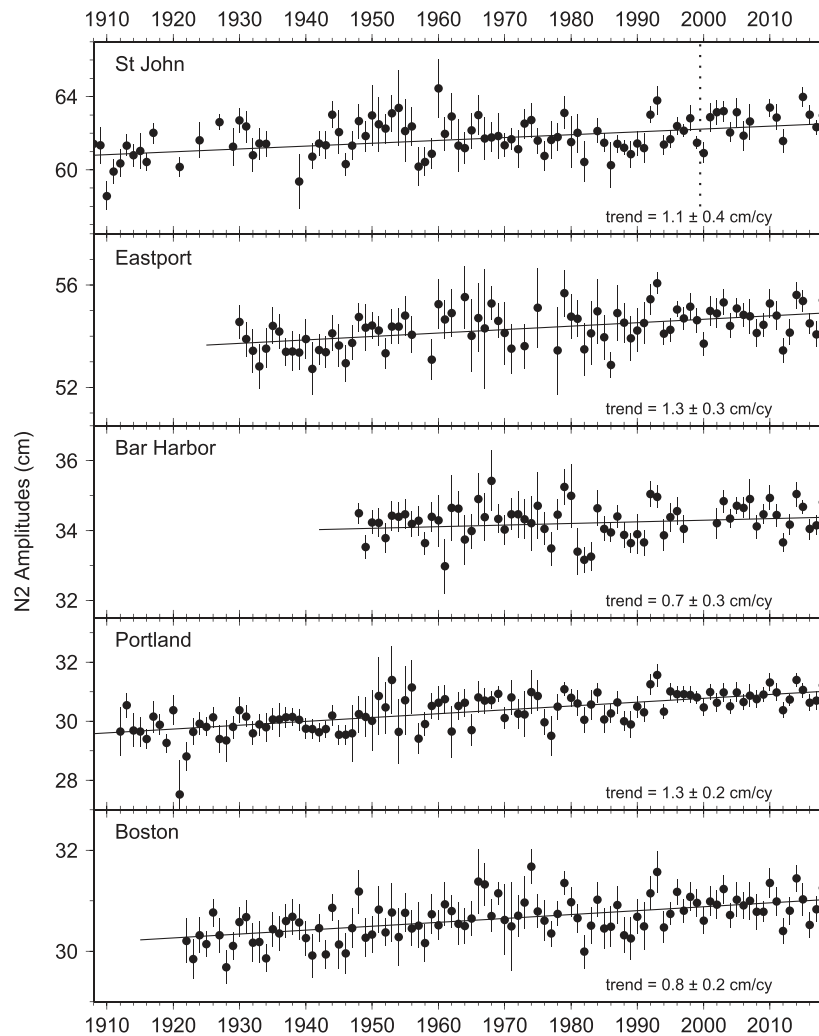 1910 1920 1930 1940 1950 1960 1970 1980 1990 2000 2010
St John
64
60
trend = 1.1 ± 0.4 cm/cy
Eastport
56
52
trend = 1.3 ± 0.3 cm/cy
Bar Harbor
36
34
32
trend = 0.7 ± 0.3 cm/cy
N2 Amplitudes (cm)
Portland
32
30
28
trend = 1.3 ± 0.2 cm/cy
Boston
32
30
trend = 0.8 ± 0.2 cm/cy
1910 1920 1930 1940 1950 1960 1970 1980 1990 2000 2010